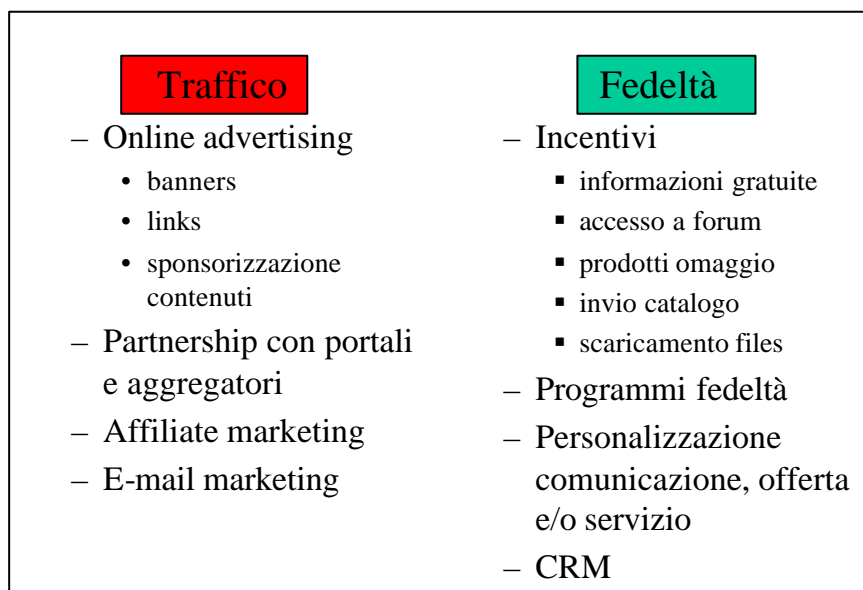 Traffico
– Online advertising
• banners
• links
• sponsorizzazione
contenuti
– Partnership con portali
e aggregatori
– Affiliate marketing
– E-mail marketing
Fedeltà
– Incentivi
▪ informazioni gratuite
▪ accesso a forum
▪ prodotti omaggio
▪ invio catalogo
▪ scaricamento files
– Programmi fedeltà
– Personalizzazione
comunicazione, offerta
e/o servizio
– CRM